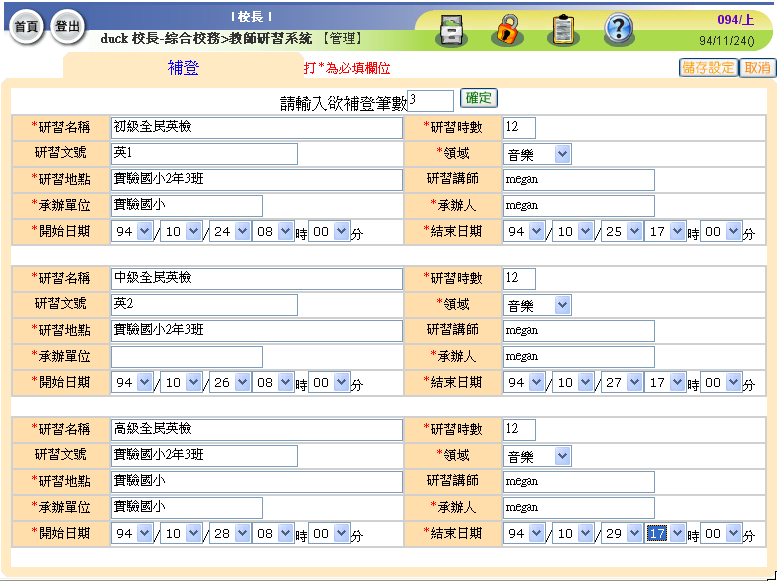 首頁 登出 | 校長 | 094/上
duck 校長-綜合校務>教師研習系統 【管理】 94/11/24()
補登 打*為必填欄位 儲存設定 取消
請輸入欲補登筆數 3 確定
*研習名稱 初級全民英檢 *研習時數 12
研習文號 英1 *領域 音樂
*研習地點 實驗國小2年3班 研習講師 megan
*承辦單位 實驗國小 *承辦人 megan
*開始日期 94 / 10 / 24 08 時 00 分 *結束日期 94 / 10 / 25 17 時 00 分
*研習名稱 中級全民英檢 *研習時數 12
研習文號 英2 *領域 音樂
*研習地點 實驗國小2年3班 研習講師 megan
*承辦單位 *承辦人 megan
*開始日期 94 / 10 / 26 08 時 00 分 *結束日期 94 / 10 / 27 17 時 00 分
*研習名稱 高級全民英檢 *研習時數 12
研習文號 實驗國小2年3班 *領域 音樂
*研習地點 實驗國小 研習講師 megan
*承辦單位 實驗國小 *承辦人 megan
*開始日期 94 / 10 / 28 08 時 00 分 *結束日期 94 / 10 / 29 17 時 00 分